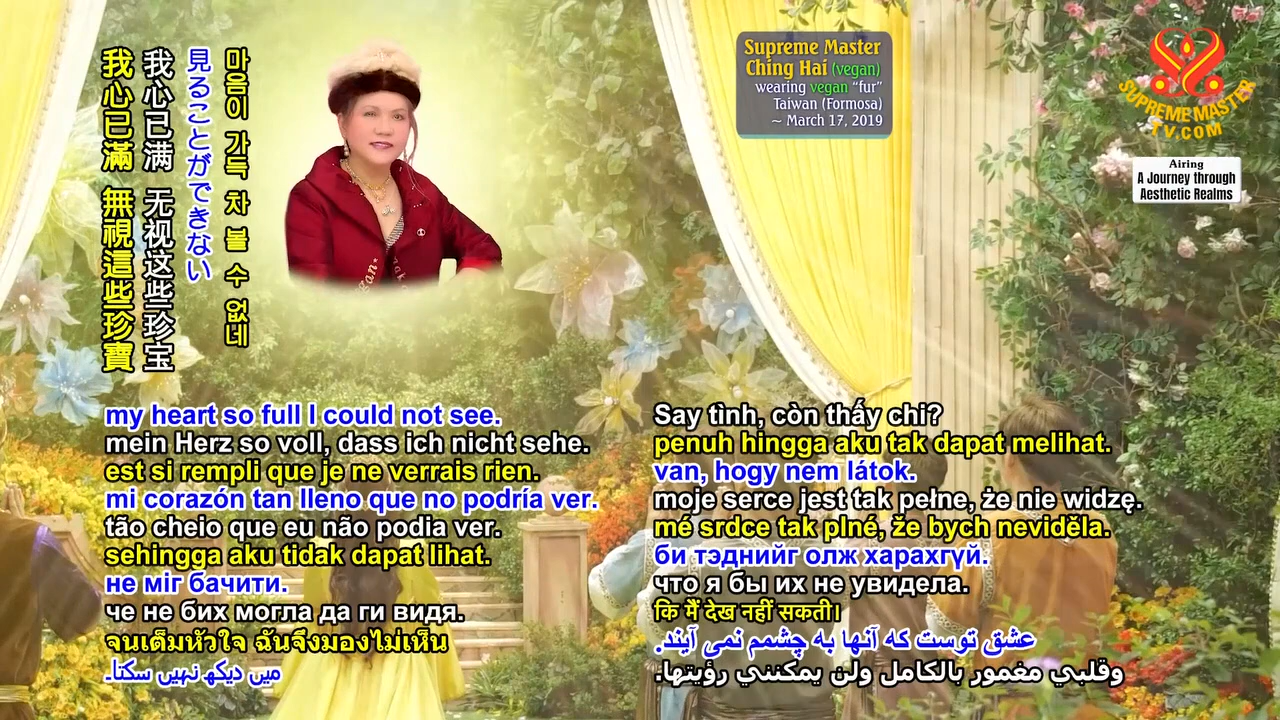 Supreme Master
Ching Hai (vegan)
wearing vegan “fur”
Taiwan (Formosa)
~ March 17, 2019
SUPREME MASTER
TV.COM
Airing
A Journey through
Aesthetic Realms
마음이 가득 차 볼 수 없네
見ることができない
我心已满 无视这些珍宝
我心已滿 無視這些珍寶
my heart so full I could not see.
mein Herz so voll, dass ich nicht sehe.
est si rempli que je ne verrais rien.
mi corazón tan lleno que no podría ver.
tão cheio que eu não podia ver.
sehingga aku tidak dapat lihat.
не міг бачити.
че не бих могла да ги видя.
จนเต็มหัวใจ ฉันจึงมองไม่เห็น
میں دیکھ نہیں سکتا۔
Say tình, còn thấy chi?
penuh hingga aku tak dapat melihat.
van, hogy nem látok.
moje serce jest tak pełne, że nie widzę.
mé srdce tak plné, že bych neviděla.
би тэднийг олж харахгүй.
что я бы их не увидела.
कि मैं देख नहीं सकती।
عشق توست که آنها به چشمم نمی آیند.
وقلبي مغمور بالكامل ولن يمكنني رؤيتها.